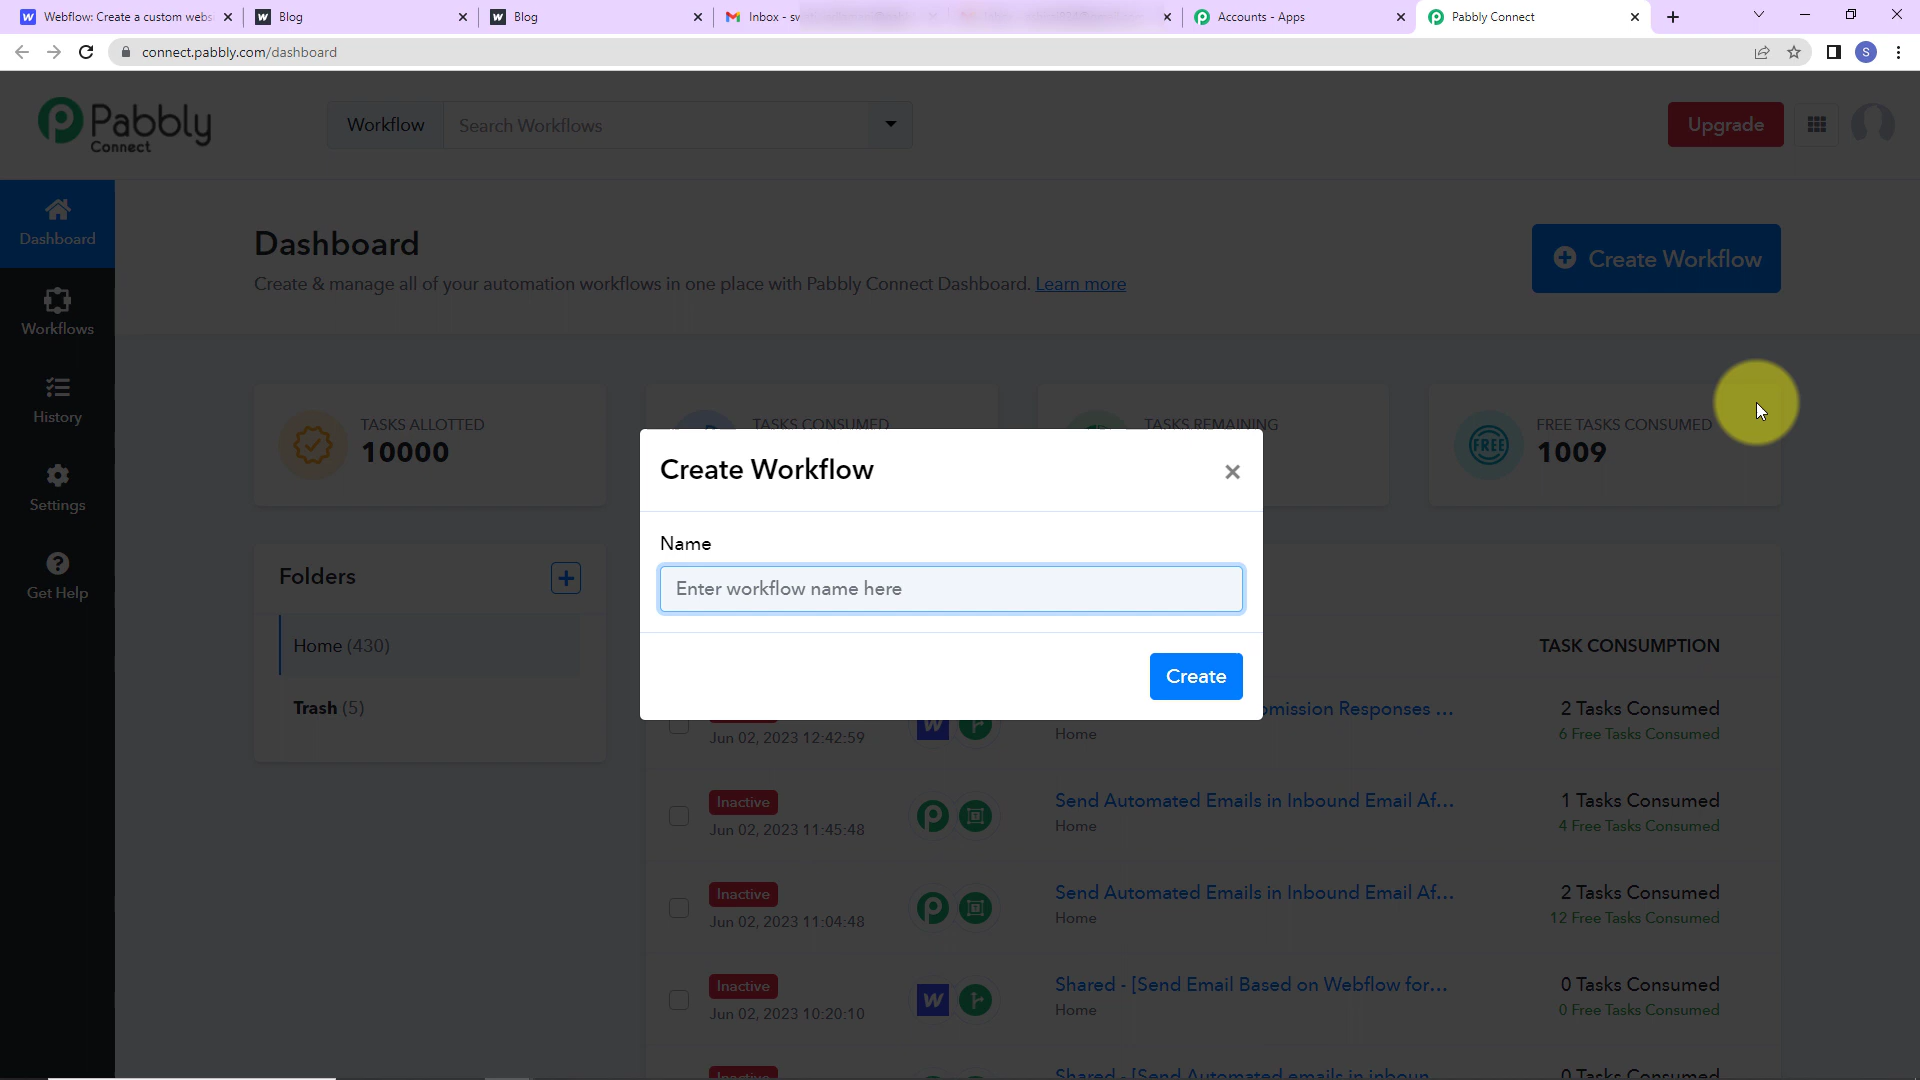 Webflow: Create a custom webs
Blog
Blog
Inbox - sw
Accounts - Apps
Pabbly Connect
connect.pabbly.com/dashboard
S
Pabbly
Connect
Workflow
Search Workflows
Upgrade
Dashboard
Workflows
History
Settings
Get Help
Dashboard
Create & manage all of your automation workflows in one place with Pabbly Connect Dashboard. Learn more
Create Workflow
TASKS ALLOTTED
10000
TASKS CONSUMED
TASKS REMAINING
FREE
FREE TASKS CONSUMED
1009
Folders
Home (430)
Trash (5)
Create Workflow
Name
Enter workflow name here
Create
TASK CONSUMPTION
Jun 02, 2023 12:42:59
omission Responses ...
Home
2 Tasks Consumed
6 Free Tasks Consumed
Inactive
Jun 02, 2023 11:45:48
Send Automated Emails in Inbound Email Af...
Home
1 Tasks Consumed
4 Free Tasks Consumed
Inactive
Jun 02, 2023 11:04:48
Send Automated Emails in Inbound Email Af...
Home
2 Tasks Consumed
12 Free Tasks Consumed
Inactive
Jun 02, 2023 10:20:10
Shared - [Send Email Based on Webflow for...
Home
0 Tasks Consumed
0 Free Tasks Consumed
Inactive
Shared - [Send Automated emails in inboun...
0 Tasks Consumed